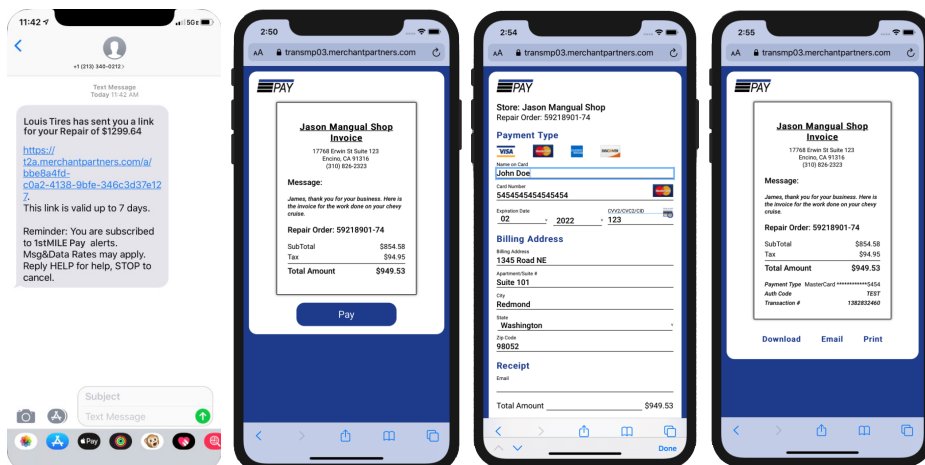 11:42
5G E
+1 (213) 340-0212 >
Text Message
Today 11:42 AM
Louis Tires has sent you a link
for your Repair of $1299.64
https://
t2a.merchantpartners.com/a/
bbe8a4fd-
c0a2-4138-9bfe-346c3d37e12
7.
This link is valid up to 7 days.
Reminder: You are subscribed
to 1stMILE Pay alerts.
Msg&Data Rates may apply.
Reply HELP for help, STOP to
cancel.
Subject
Text Message
Pay
2:50
AA transmp03.merchantpartners.com
PAY
Jason Mangual Shop
Invoice
17768 Erwin St Suite 123
Encino, CA 91316
(310) 826-2323
Message:
James, thank you for your business. Here is
the invoice for the work done on your chevy
cruise.
Repair Order: 59218901-74
SubTotal $854.58
Tax $94.95
Total Amount $949.53
Pay
2:54
AA transmp03.merchantpartners.com
PAY
Store: Jason Mangual Shop
Repair Order: 59218901-74
Payment Type
VISA DISCOVER
Name on Card
John Doe
Card Number
5454545454545454
Expiration Date CVV2/CVC2/CID
02 2022 123
Billing Address
Billing Address
1345 Road NE
Apartment/Suite #
Suite 101
City
Redmond
State
Washington
Zip Code
98052
Receipt
Email
Total Amount $949.53
Done
2:55
AA transmp03.merchantpartners.com
PAY
Jason Mangual Shop
Invoice
17768 Erwin St Suite 123
Encino, CA 91316
(310) 826-2323
Message:
James, thank you for your business. Here is
the invoice for the work done on your chevy
cruise.
Repair Order: 59218901-74
SubTotal $854.58
Tax $94.95
Total Amount $949.53
Payment Type MasterCard ************5454
Auth Code TEST
Transaction # 1382832460
Download Email Print